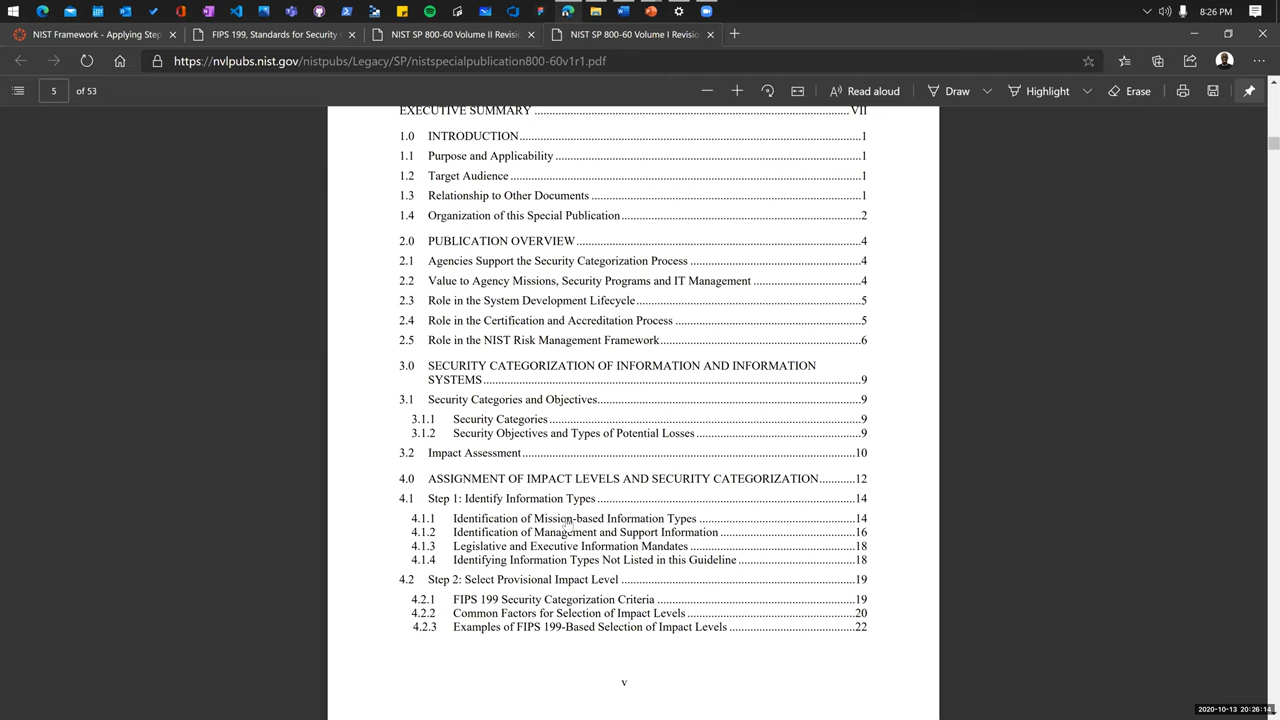 8:26 PM
NIST Framework - Applying Step
FIPS 199, Standards for Security
NIST SP 800-60 Volume II Revisio
NIST SP 800-60 Volume I Revisio
https://nvlpubs.nist.gov/nistpubs/Legacy/SP/nistspecialpublication800-60v1r1.pdf
5 of 53
Read aloud
Draw
Highlight
Erase
EXECUTIVE SUMMARY ... VII
1.0 INTRODUCTION ... 1
1.1 Purpose and Applicability ... 1
1.2 Target Audience ... 1
1.3 Relationship to Other Documents ... 1
1.4 Organization of this Special Publication ... 2
2.0 PUBLICATION OVERVIEW ... 4
2.1 Agencies Support the Security Categorization Process ... 4
2.2 Value to Agency Missions, Security Programs and IT Management ... 4
2.3 Role in the System Development Lifecycle ... 5
2.4 Role in the Certification and Accreditation Process ... 5
2.5 Role in the NIST Risk Management Framework ... 6
3.0 SECURITY CATEGORIZATION OF INFORMATION AND INFORMATION
SYSTEMS ... 9
3.1 Security Categories and Objectives ... 9
3.1.1 Security Categories ... 9
3.1.2 Security Objectives and Types of Potential Losses ... 9
3.2 Impact Assessment ... 10
4.0 ASSIGNMENT OF IMPACT LEVELS AND SECURITY CATEGORIZATION ... 12
4.1 Step 1: Identify Information Types ... 14
4.1.1 Identification of Mission-based Information Types ... 14
4.1.2 Identification of Management and Support Information ... 16
4.1.3 Legislative and Executive Information Mandates ... 18
4.1.4 Identifying Information Types Not Listed in this Guideline ... 18
4.2 Step 2: Select Provisional Impact Level ... 19
4.2.1 FIPS 199 Security Categorization Criteria ... 19
4.2.2 Common Factors for Selection of Impact Levels ... 20
4.2.3 Examples of FIPS 199-Based Selection of Impact Levels ... 22
v
2020-10-13 20:26:14